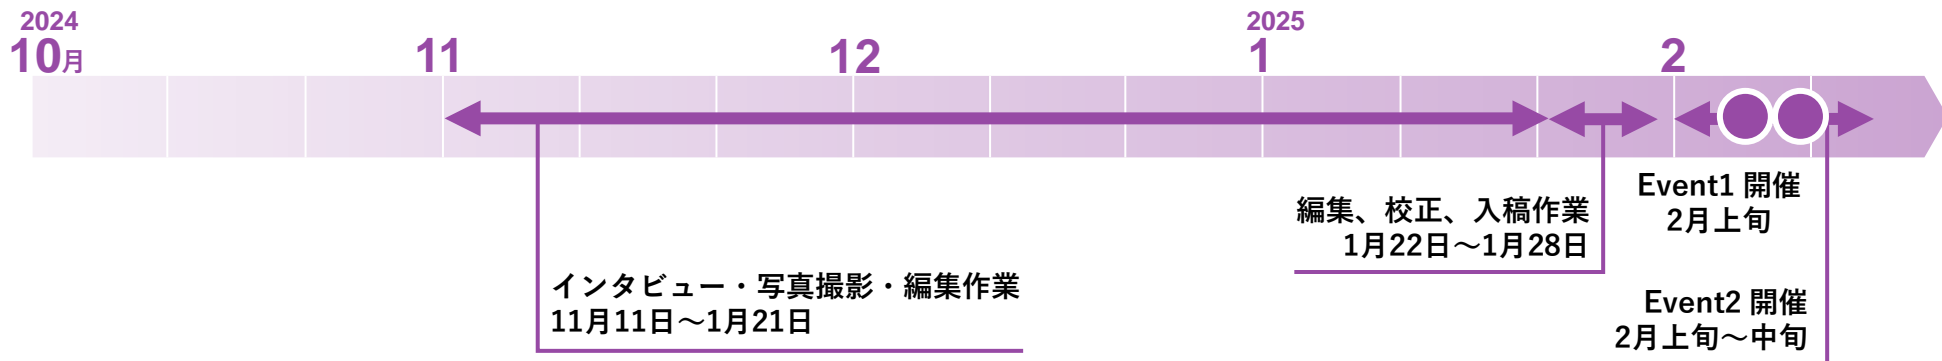 2024
10月
11
12
2025
1
2
インタビュー・写真撮影・編集作業
11月11日〜1月21日
編集、校正、入稿作業
1月22日〜1月28日
Event1 開催
2月上旬
Event2 開催
2月上旬〜中旬